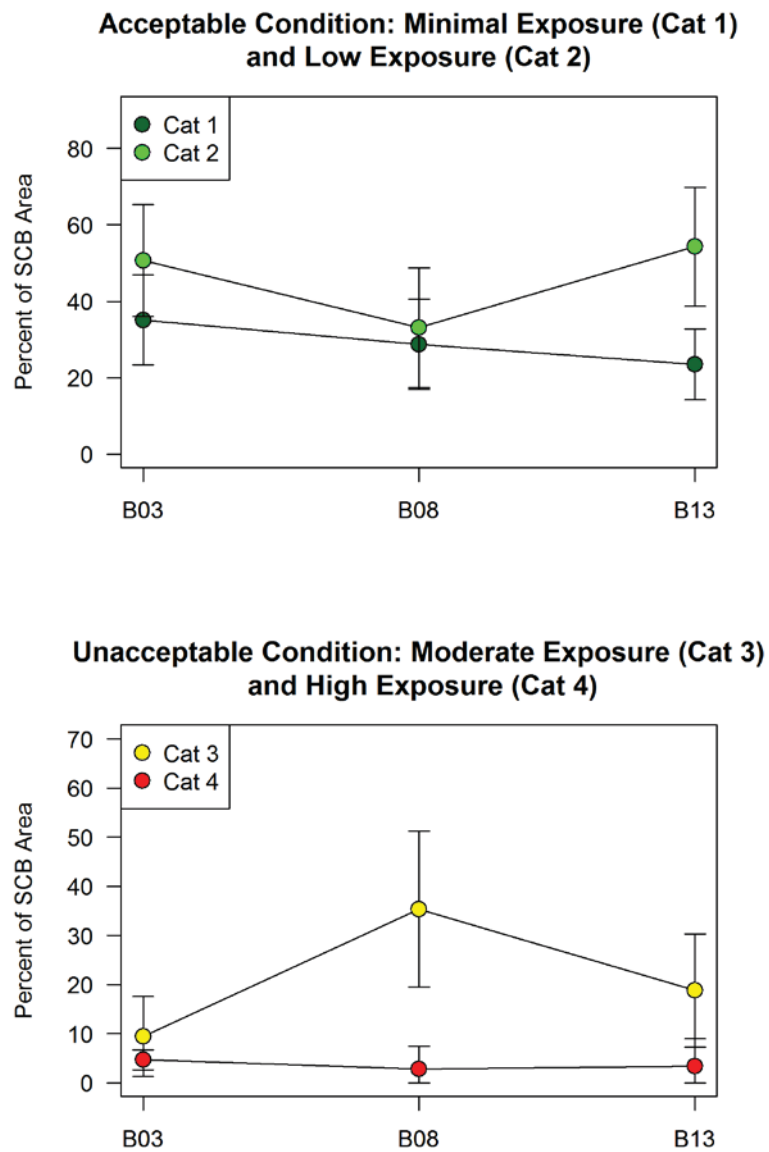 Acceptable Condition: Minimal Exposure (Cat 1)
and Low Exposure (Cat 2)
Cat 1
Cat 2
Percent of SCB Area
80
60
40
20
0
B03 B08 B13
Unacceptable Condition: Moderate Exposure (Cat 3)
and High Exposure (Cat 4)
Cat 3
Cat 4
Percent of SCB Area
70
60
50
40
30
20
10
0
B03 B08 B13